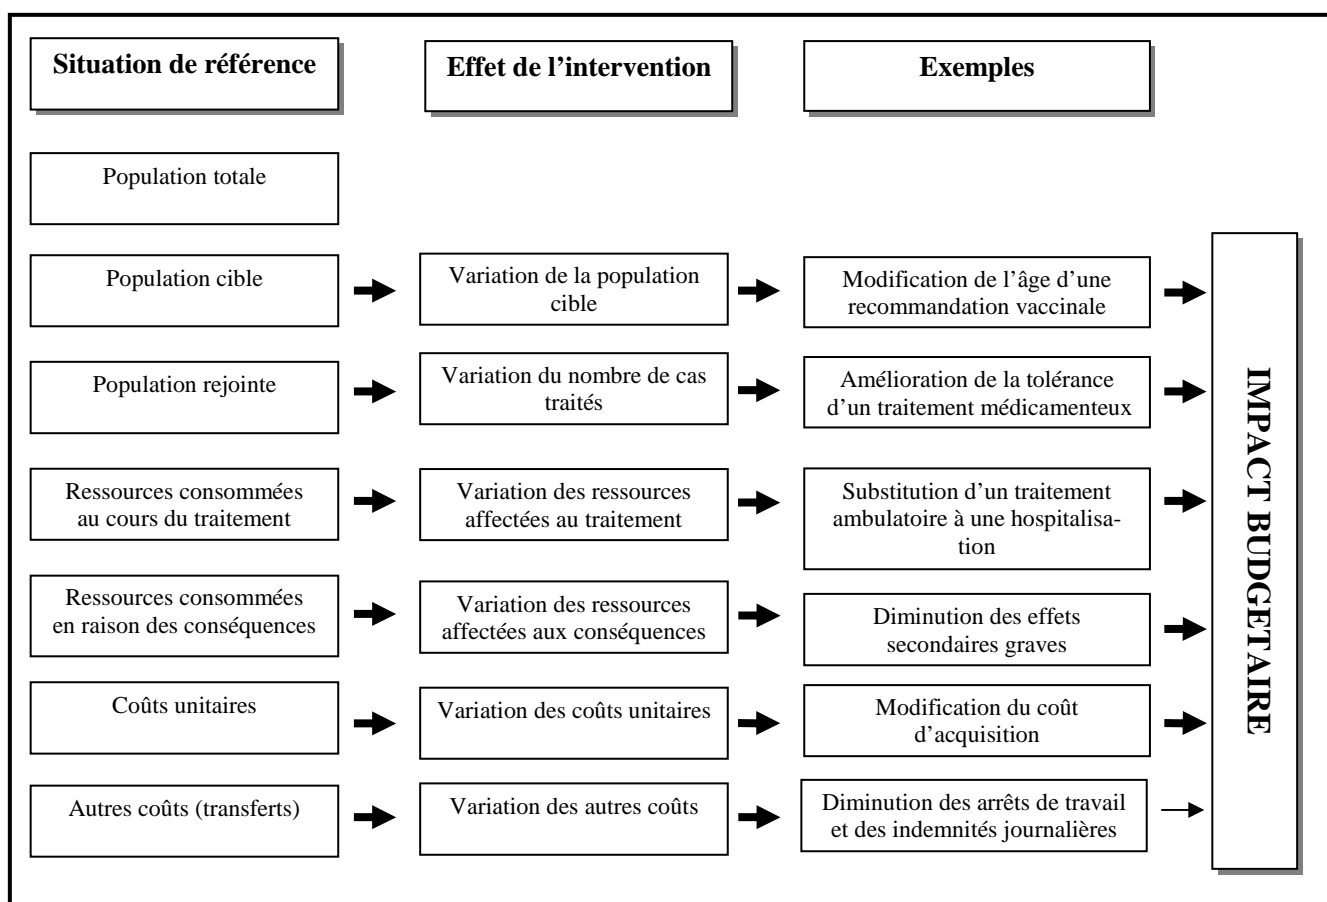 Situation de référence
Effet de l’intervention
Exemples
Population totale
Population cible
Variation de la population
cible
Modification de l’âge d’une
recommandation vaccinale
Population rejointe
Variation du nombre de cas
traités
Amélioration de la tolérance
d’un traitement médicamenteux
Ressources consommées
au cours du traitement
Variation des ressources
affectées au traitement
Substitution d’un traitement
ambulatoire à une hospitalisa-
tion
Ressources consommées
en raison des conséquences
Variation des ressources
affectées aux conséquences
Diminution des effets
secondaires graves
Coûts unitaires
Variation des coûts unitaires
Modification du coût
d’acquisition
Autres coûts (transferts)
Variation des autres coûts
Diminution des arrêts de travail
et des indemnités journalières
IMPACT BUDGETAIRE